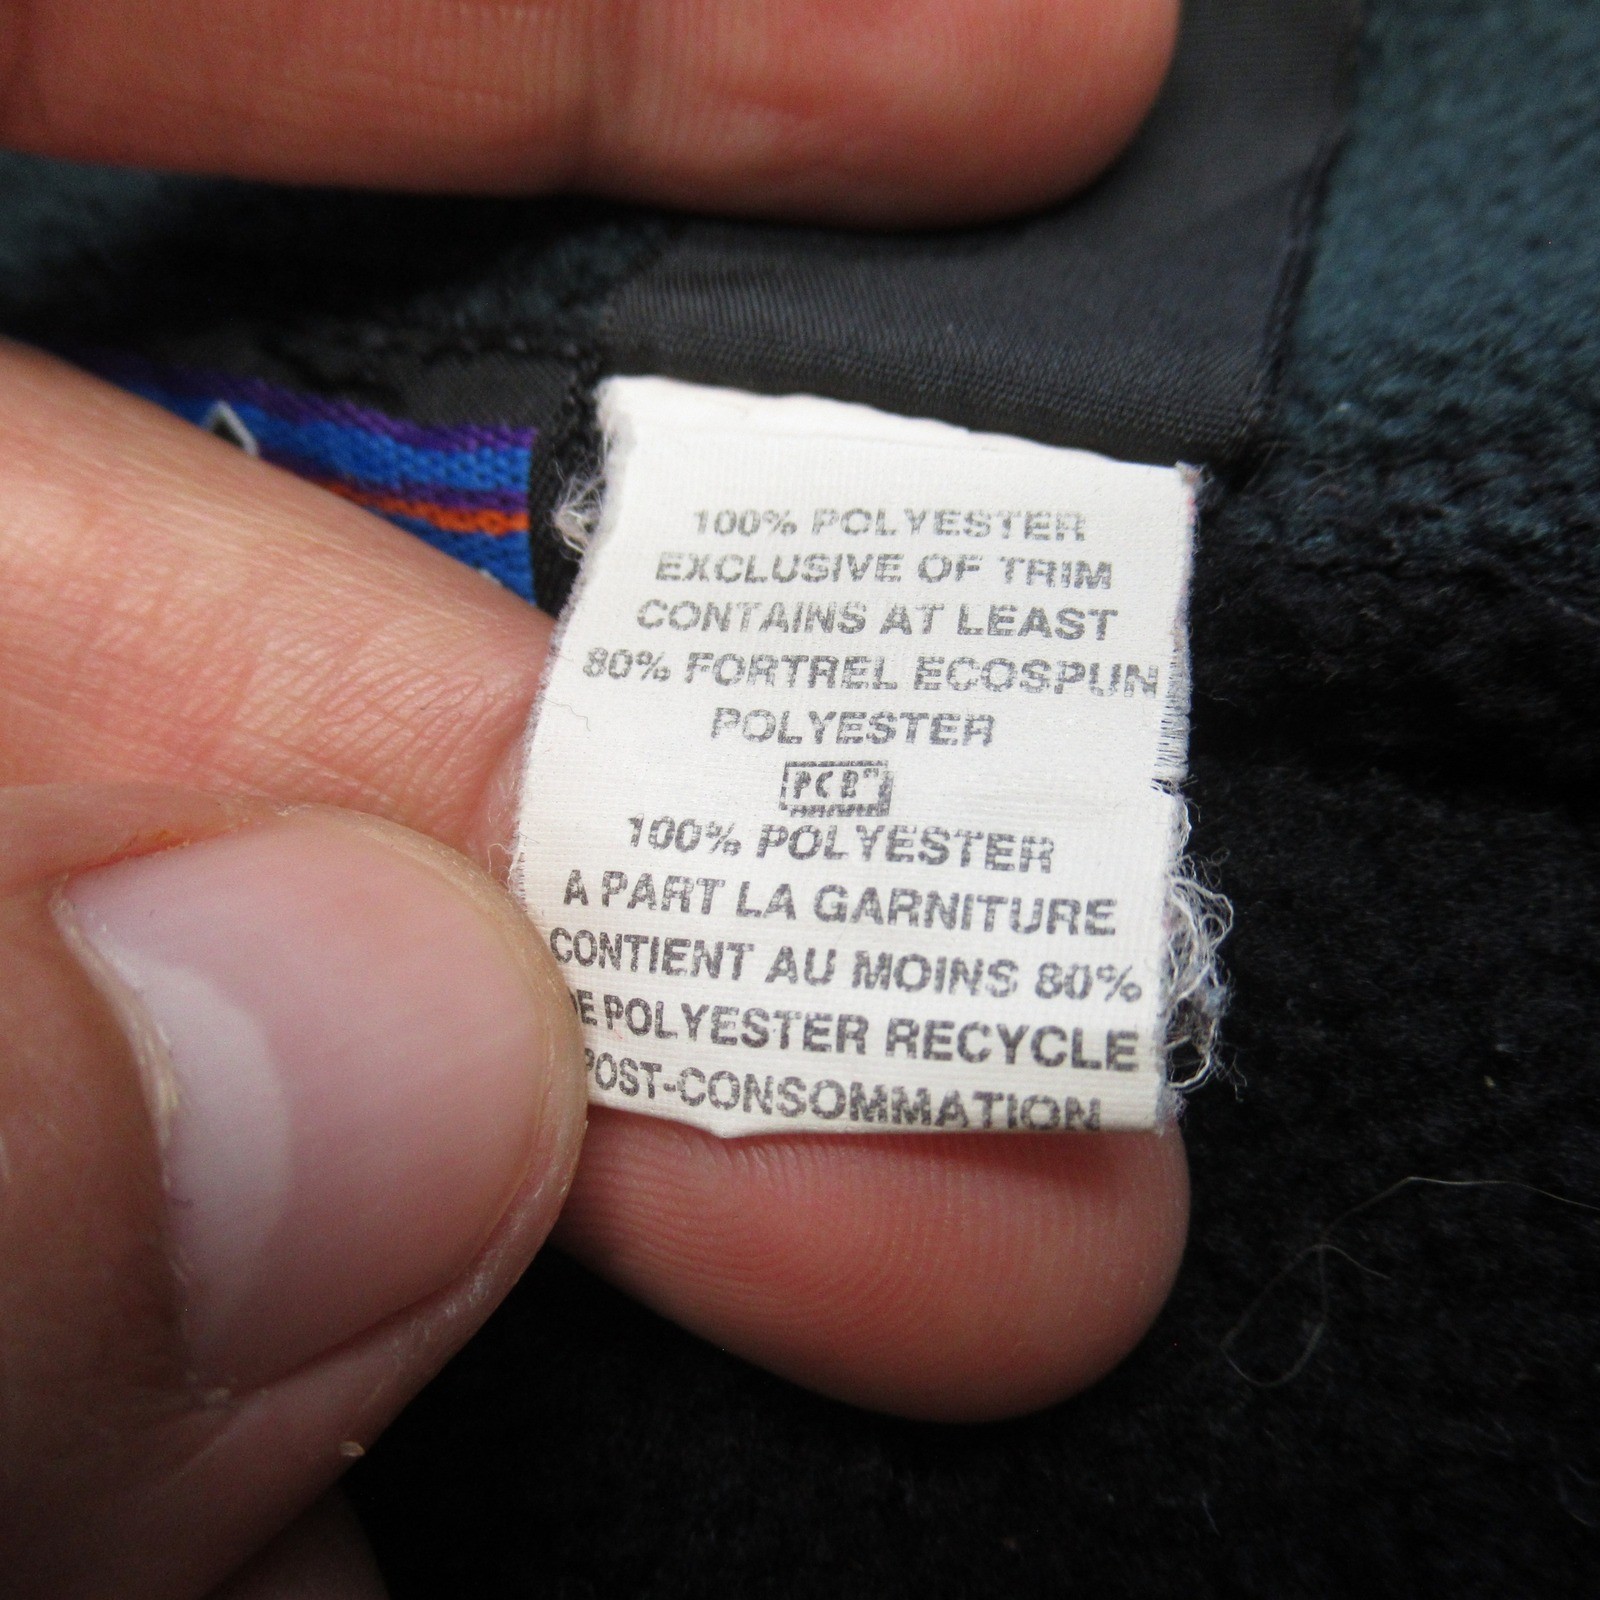 100% POLYESTER
EXCLUSIVE OF TRIM
CONTAINS AT LEAST
80% FORTREL ECOSPUN
POLYESTER
100% POLYESTER
A PART LA GARNITURE
CONTIENT AU MOINS 80%
DE POLYESTER RECYCLE
POST-CONSOMMATION